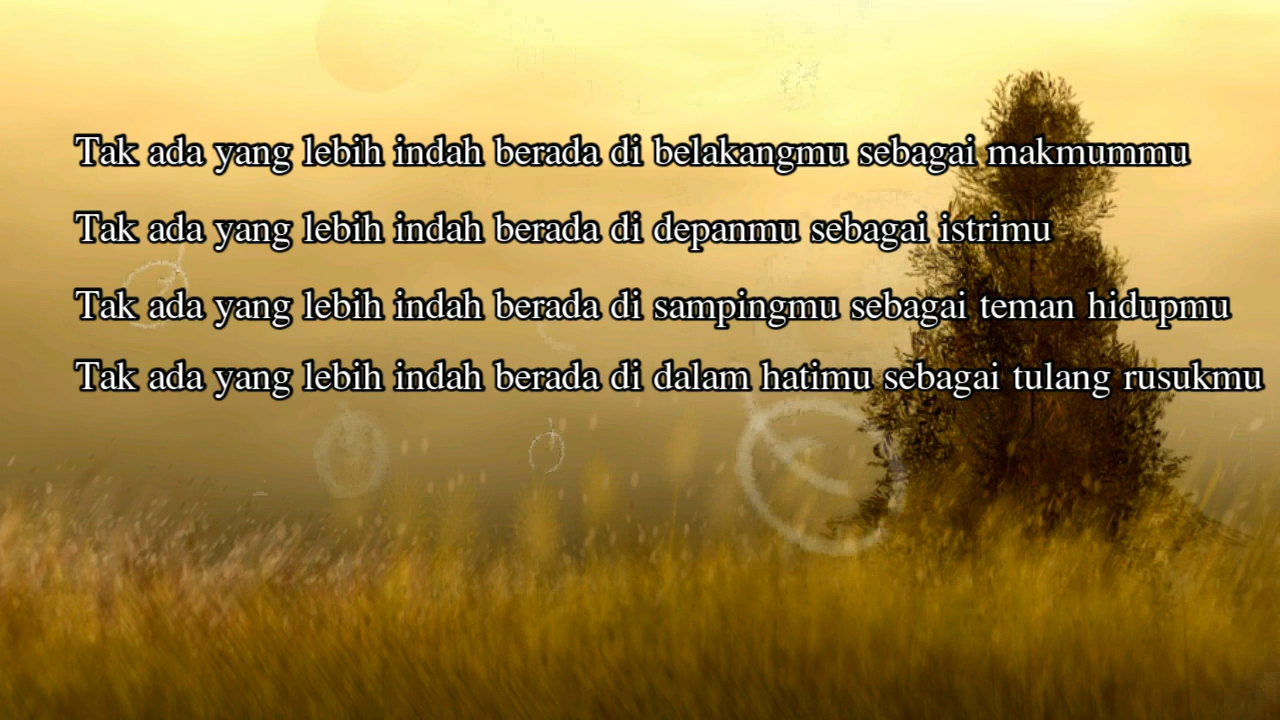 Tak ada yang lebih indah berada di belakangmu sebagai makmummu
Tak ada yang lebih indah berada di depanmu sebagai istrimu
Tak ada yang lebih indah berada di sampingmu sebagai teman hidupmu
Tak ada yang lebih indah berada di dalam hatimu sebagai tulang rusukmu